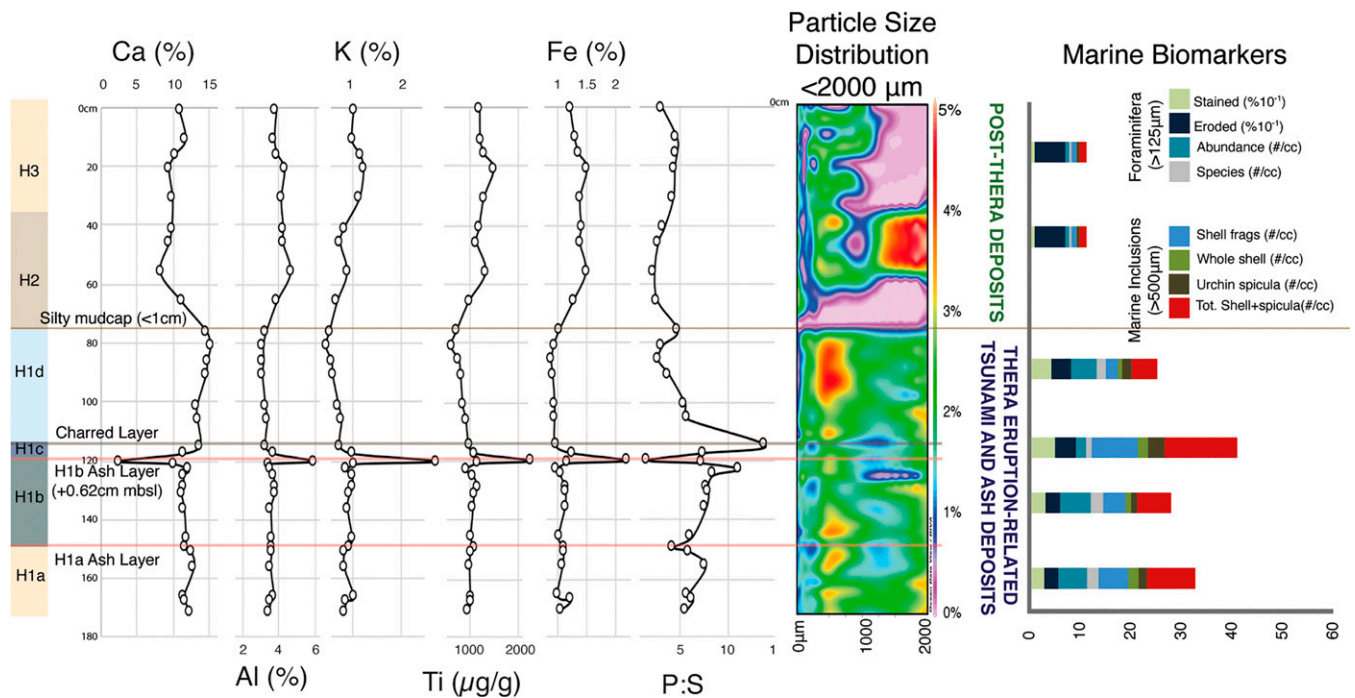 Ca (%)
K (%)
Fe (%)
Particle Size
Distribution
<2000 µm
Marine Biomarkers
0 5 10 15
1 2
1 1.5 2
0cm
20
40
60
80
100
120
140
160
180
H3
H2
Silty mudcap (<1cm)
H1d
Charred Layer
H1c
H1b Ash Layer
(+0.62cm mbsl)
H1b
H1a Ash Layer
H1a
2 4 6
Al (%)
1000 2000
Ti (µg/g)
5 10 1
P:S
0cm
5%
4%
3%
2%
1%
0%
0µm
1000
2000
POST-THERA DEPOSITS
THERA ERUPTION-RELATED
TSUNAMI AND ASH DEPOSITS
Foraminifera
(>125µm)
Stained (%10⁻¹)
Eroded (%10⁻¹)
Abundance (#/cc)
Species (#/cc)
Marine Inclusions
(>500µm)
Shell frags (#/cc)
Whole shell (#/cc)
Urchin spicula (#/cc)
Tot. Shell+spicula(#/cc)
0 10 20 30 40 50 60